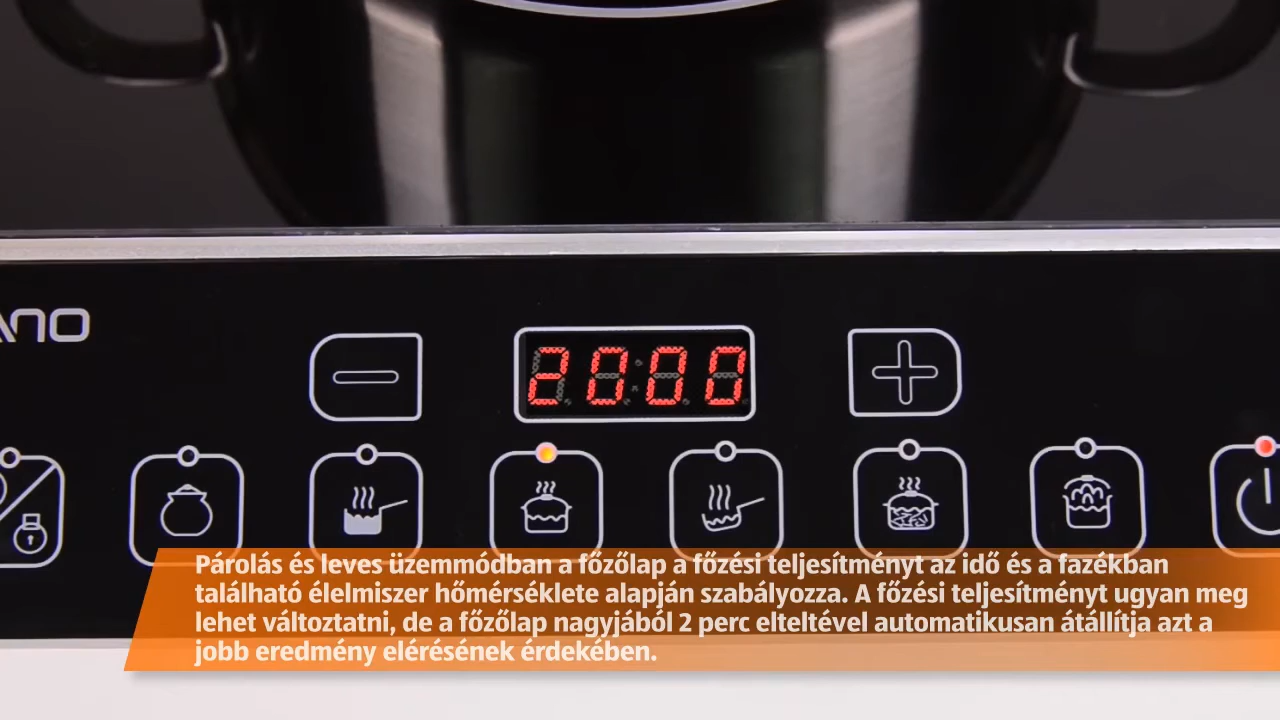 ANO
2000
Párolás és leves üzemmódban a főzőlap a főzési teljesítményt az idő és a fazékban
található élelmiszer hőmérséklete alapján szabályozza. A főzési teljesítményt ugyan meg
lehet változtatni, de a főzőlap nagyjából 2 perc elteltével automatikusan átállítja azt a
jobb eredmény elérésének érdekében.